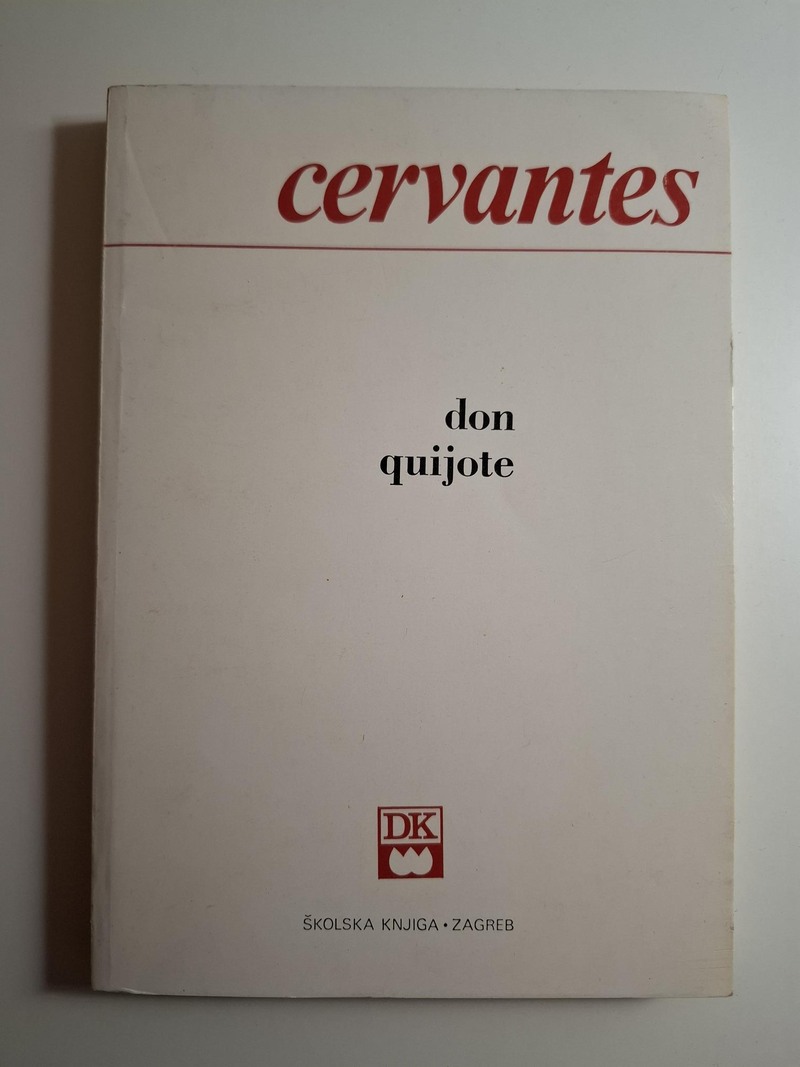 cervantes
don
quijote
DK
ŠKOLSKA KNJIGA • ZAGREB